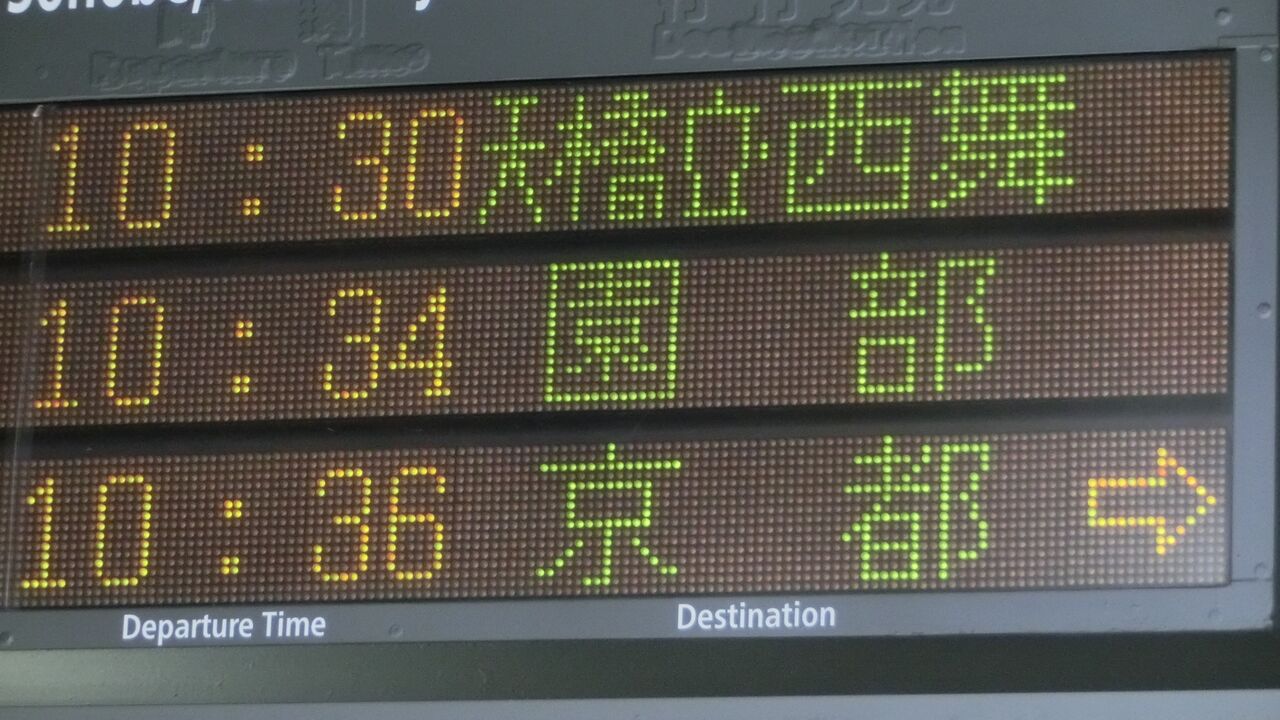 10:30 天橋立・西舞
10:34 園部
10:36 京都 ⇨
Departure Time Destination